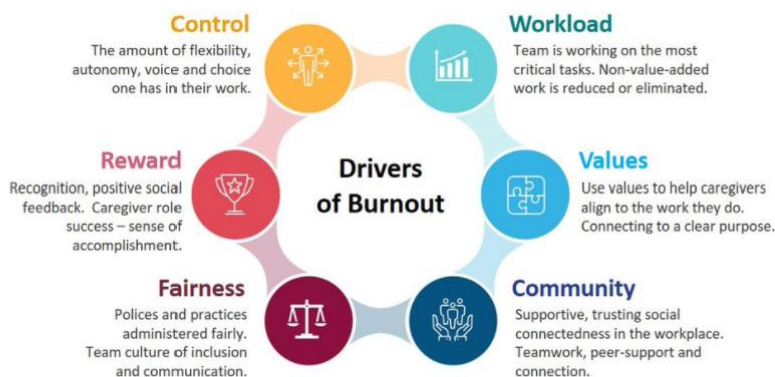 Control
The amount of flexibility,
autonomy, voice and choice
one has in their work.
Workload
Team is working on the most
critical tasks. Non-value-added
work is reduced or eliminated.
Reward
Recognition, positive social
feedback. Caregiver role
success – sense of
accomplishment.
Drivers
of Burnout
Values
Use values to help caregivers
align to the work they do.
Connecting to a clear purpose.
Fairness
Polices and practices
administered fairly.
Team culture of inclusion
and communication.
Community
Supportive, trusting social
connectedness in the workplace.
Teamwork, peer-support and
connection.